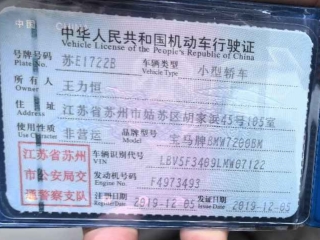 中华人民共和国机动车行驶证
Vehicle License of the People's Republic of China
号牌号码 苏E1722B 车辆类型 小型轿车
Plate No. Vehicle Type
所有人 王力恒
Owner
住址 江苏省苏州市姑苏区胡家浜45号105室
Address
使用性质 非营运 品牌型号 宝马牌BMW7200BM
Use Character Model
江苏省苏州 车辆识别代号 LBV5F3409LMW07122
市公安局交 VIN
通警察支队 发动机号码 F4973493
Engine No.
注册日期 2019-12-05 发证日期 2019-12-05
Register Date Issue Date